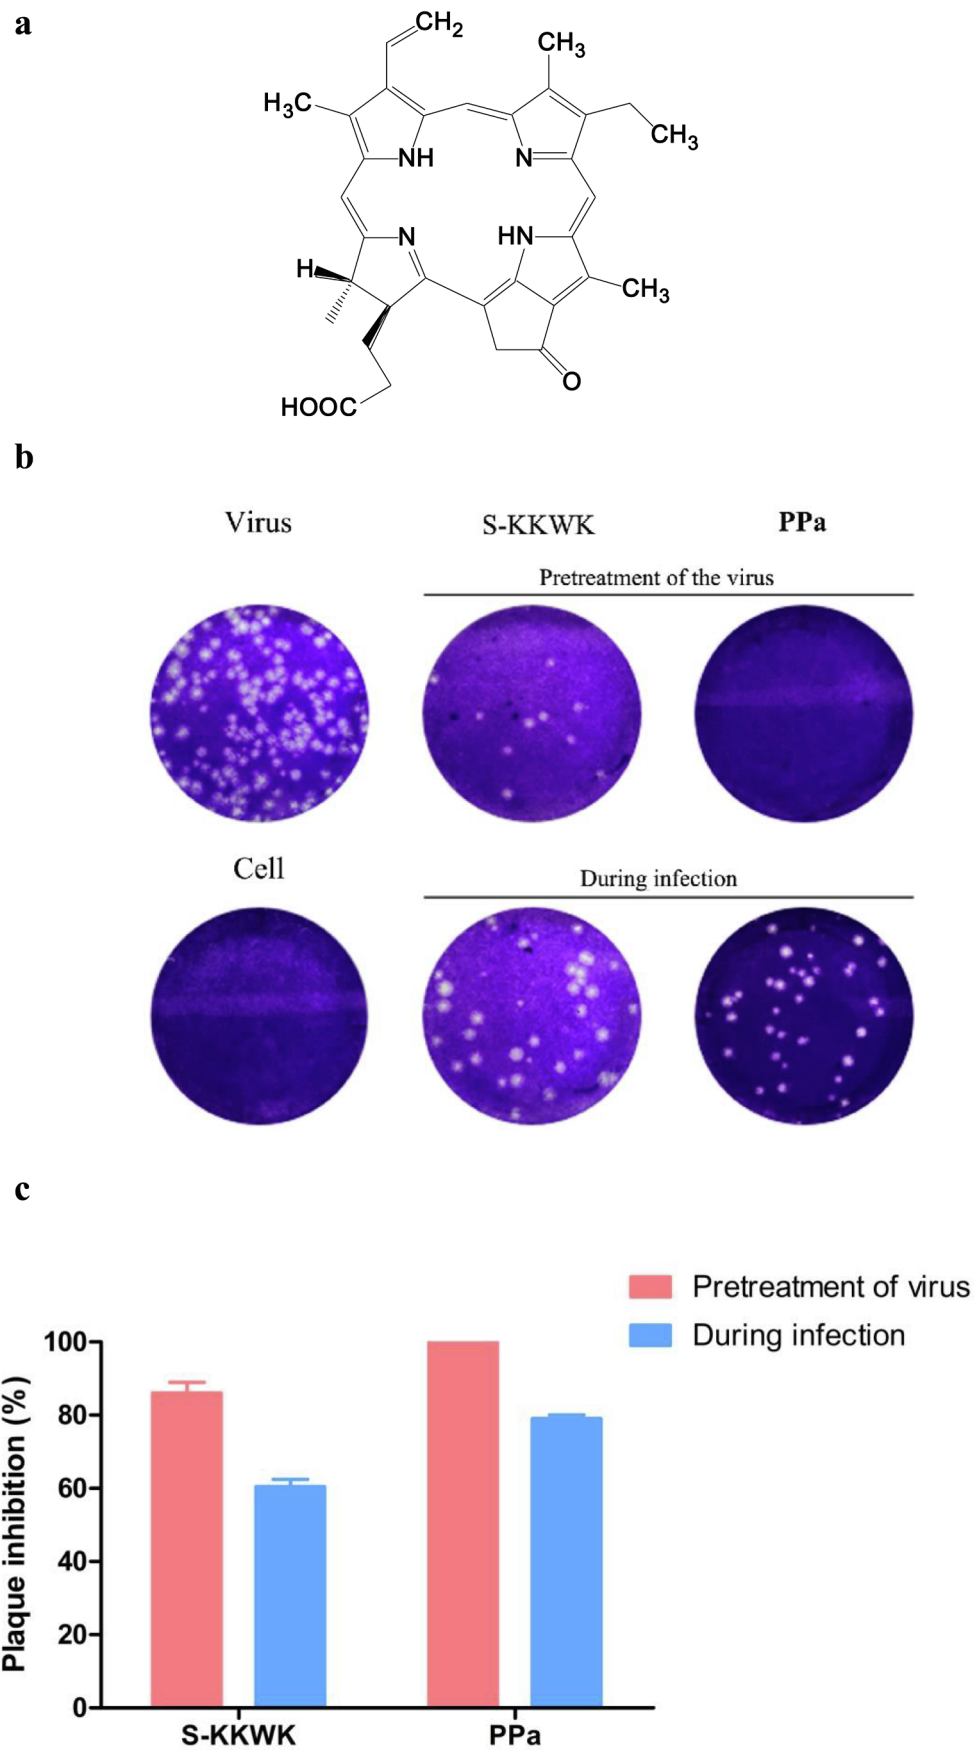 a
CH2
CH3
H3C
CH3
NH
N
N
HN
H
CH3
O
HOOC
b
Virus
S-KKWK
PPa
Pretreatment of the virus
Cell
During infection
c
Pretreatment of virus
During infection
Plaque inhibition (%)
100
80
60
40
20
0
S-KKWK
PPa